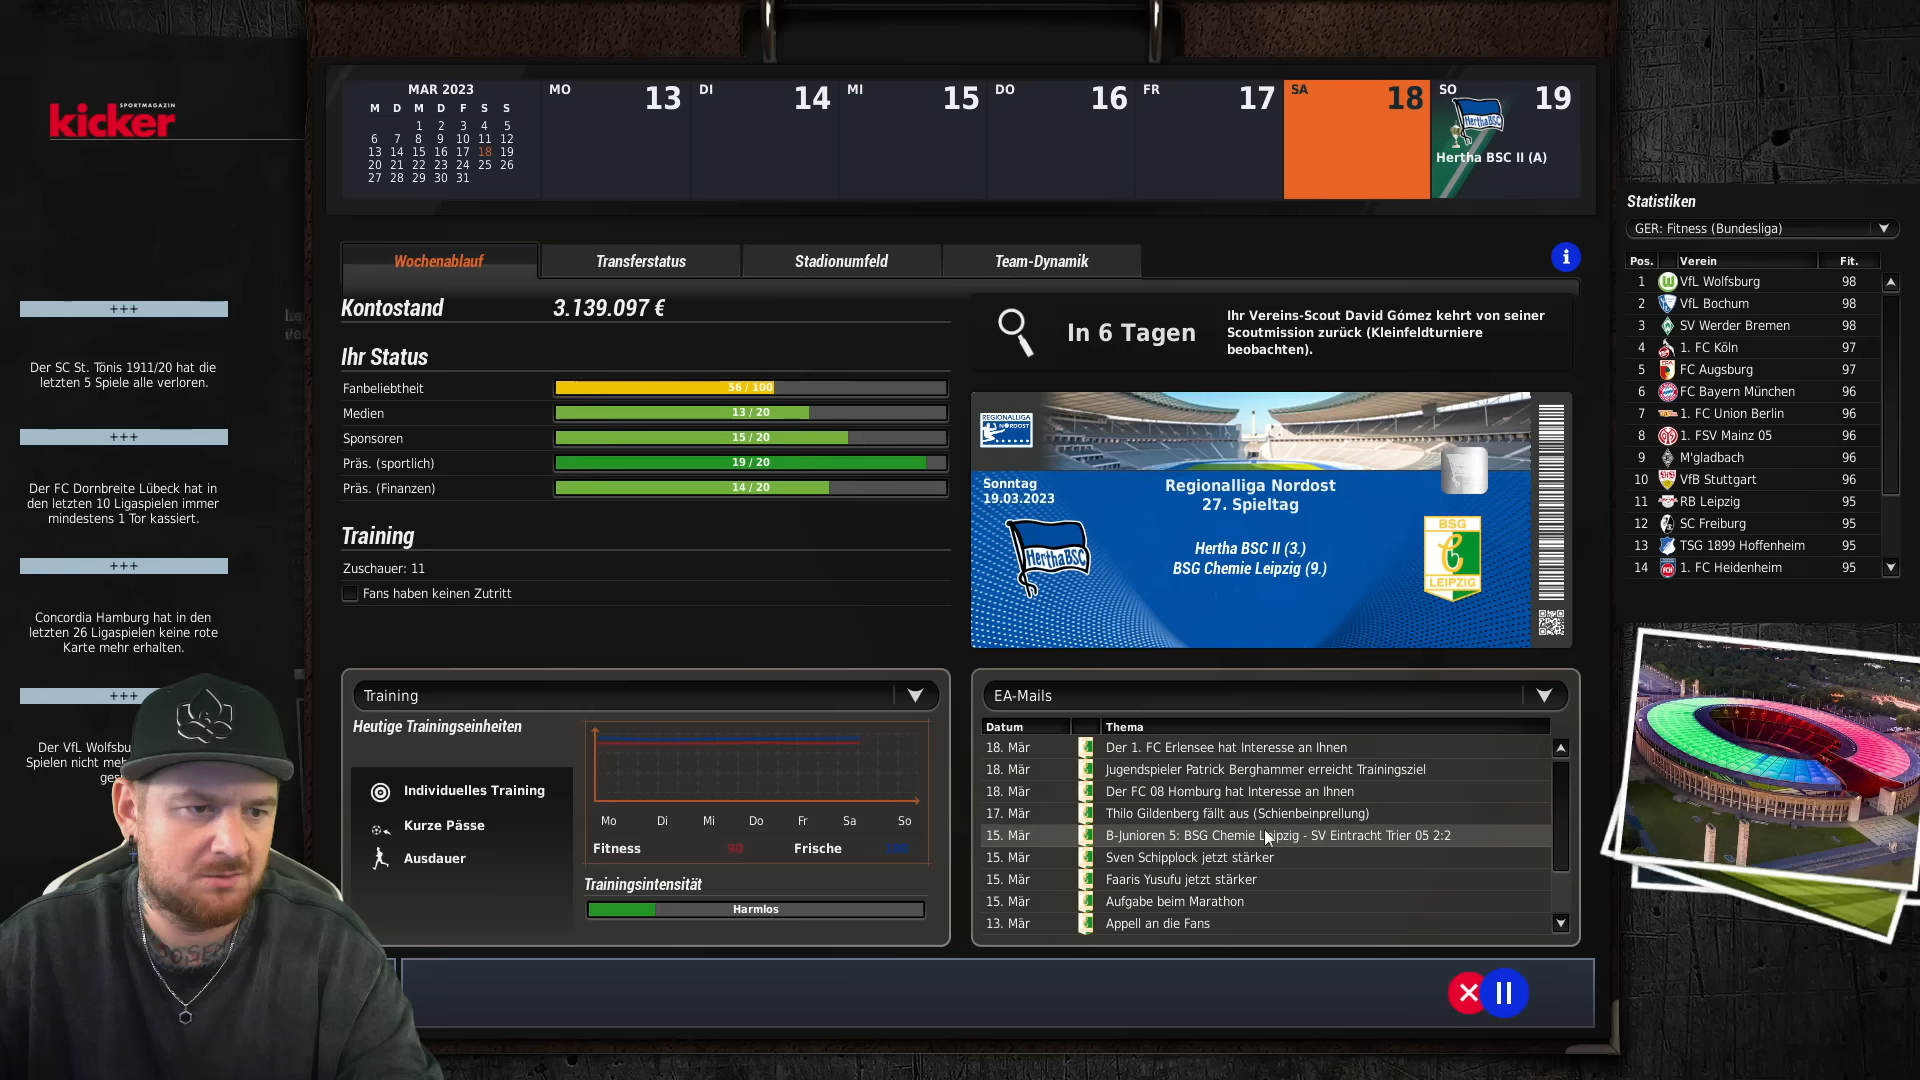 kicker
SPORTMAGAZIN
MAR 2023
M D M D F S S
1 2 3 4 5
6 7 8 9 10 11 12
13 14 15 16 17 18 19
20 21 22 23 24 25 26
27 28 29 30 31
MO 13
DI 14
MI 15
DO 16
FR 17
SA 18
SO 19
Hertha BSC
Hertha BSC II (A)
Wochenablauf
Transferstatus
Stadionumfeld
Team-Dynamik
i
Kontostand 3.139.097 €
Ihr Status
Fanbeliebtheit 56 / 100
Medien 13 / 20
Sponsoren 15 / 20
Präs. (sportlich) 19 / 20
Präs. (Finanzen) 14 / 20
Training
Zuschauer: 11
Fans haben keinen Zutritt
In 6 Tagen
Ihr Vereins-Scout David Gómez kehrt von seiner
Scoutmission zurück (Kleinfeldturniere
beobachten).
REGIONALLIGA
NORDOST
Sonntag
19.03.2023
Regionalliga Nordost
27. Spieltag
Hertha BSC II (3.)
BSG Chemie Leipzig (9.)
Hertha BSC
BSG
C
LEIPZIG
Training
Heutige Trainingseinheiten
Individuelles Training
Kurze Pässe
Ausdauer
Mo Di Mi Do Fr Sa So
Fitness 90 Frische
Trainingsintensität
Harmlos
EA-Mails
Datum Thema
18. Mär Der 1. FC Erlensee hat Interesse an Ihnen
18. Mär Jugendspieler Patrick Berghammer erreicht Trainingsziel
18. Mär Der FC 08 Homburg hat Interesse an Ihnen
17. Mär Thilo Gildenberg fällt aus (Schienbeinprellung)
15. Mär B-Junioren 5: BSG Chemie Leipzig - SV Eintracht Trier 05 2:2
15. Mär Sven Schipplock jetzt stärker
15. Mär Faaris Yusufu jetzt stärker
15. Mär Aufgabe beim Marathon
13. Mär Appell an die Fans
+++
Der SC St. Tönis 1911/20 hat die
letzten 5 Spiele alle verloren.
+++
Der FC Dornbreite Lübeck hat in
den letzten 10 Ligaspielen immer
mindestens 1 Tor kassiert.
+++
Concordia Hamburg hat in den
letzten 26 Ligaspielen keine rote
Karte mehr erhalten.
+++
Der VfL Wolfsbu
Spielen nicht meh
ges
Statistiken
GER: Fitness (Bundesliga)
Pos. Verein Fit.
1 VfL Wolfsburg 98
2 VfL Bochum 98
3 SV Werder Bremen 98
4 1. FC Köln 97
5 FC Augsburg 97
6 FC Bayern München 96
7 1. FC Union Berlin 96
8 1. FSV Mainz 05 96
9 M'gladbach 96
10 VfB Stuttgart 96
11 RB Leipzig 95
12 SC Freiburg 95
13 TSG 1899 Hoffenheim 95
14 1. FC Heidenheim 95